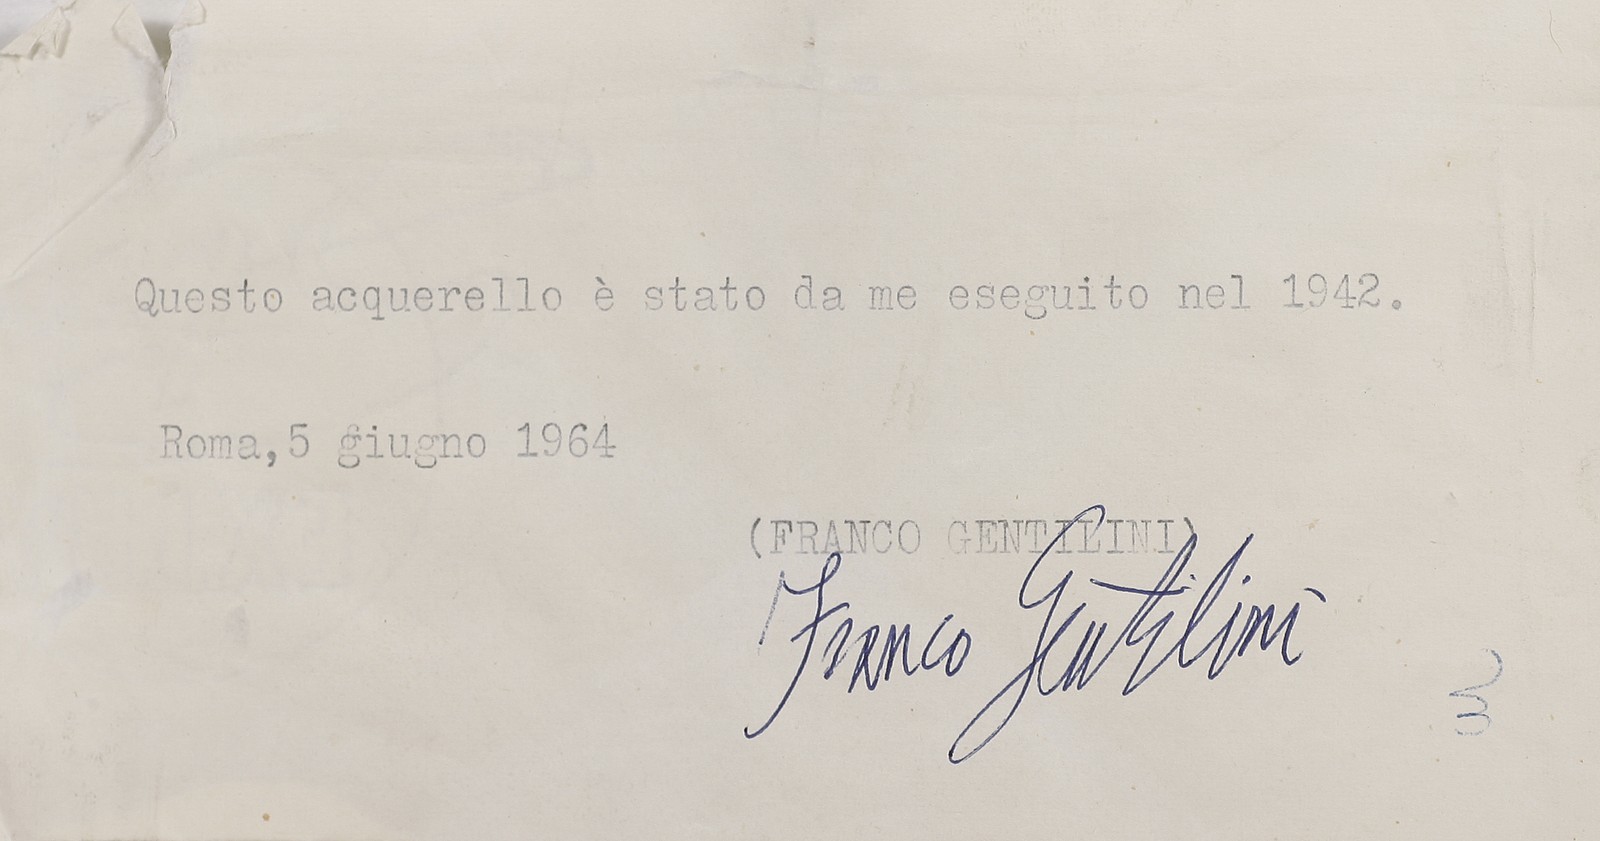 Questo acquerello è stato da me eseguito nel 1942.
Roma,5 giugno 1964
(FRANCO GENTILINI)
Franco Gentilini